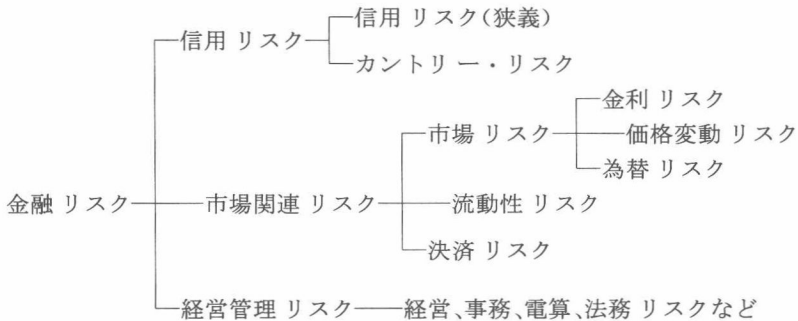 信用 リスク(狭義)
信用 リスク
カントリー・リスク
金利 リスク
市場 リスク
価格変動 リスク
為替 リスク
金融 リスク
市場関連 リスク
流動性 リスク
決済 リスク
経営管理 リスク
経営、事務、電算、法務 リスクなど